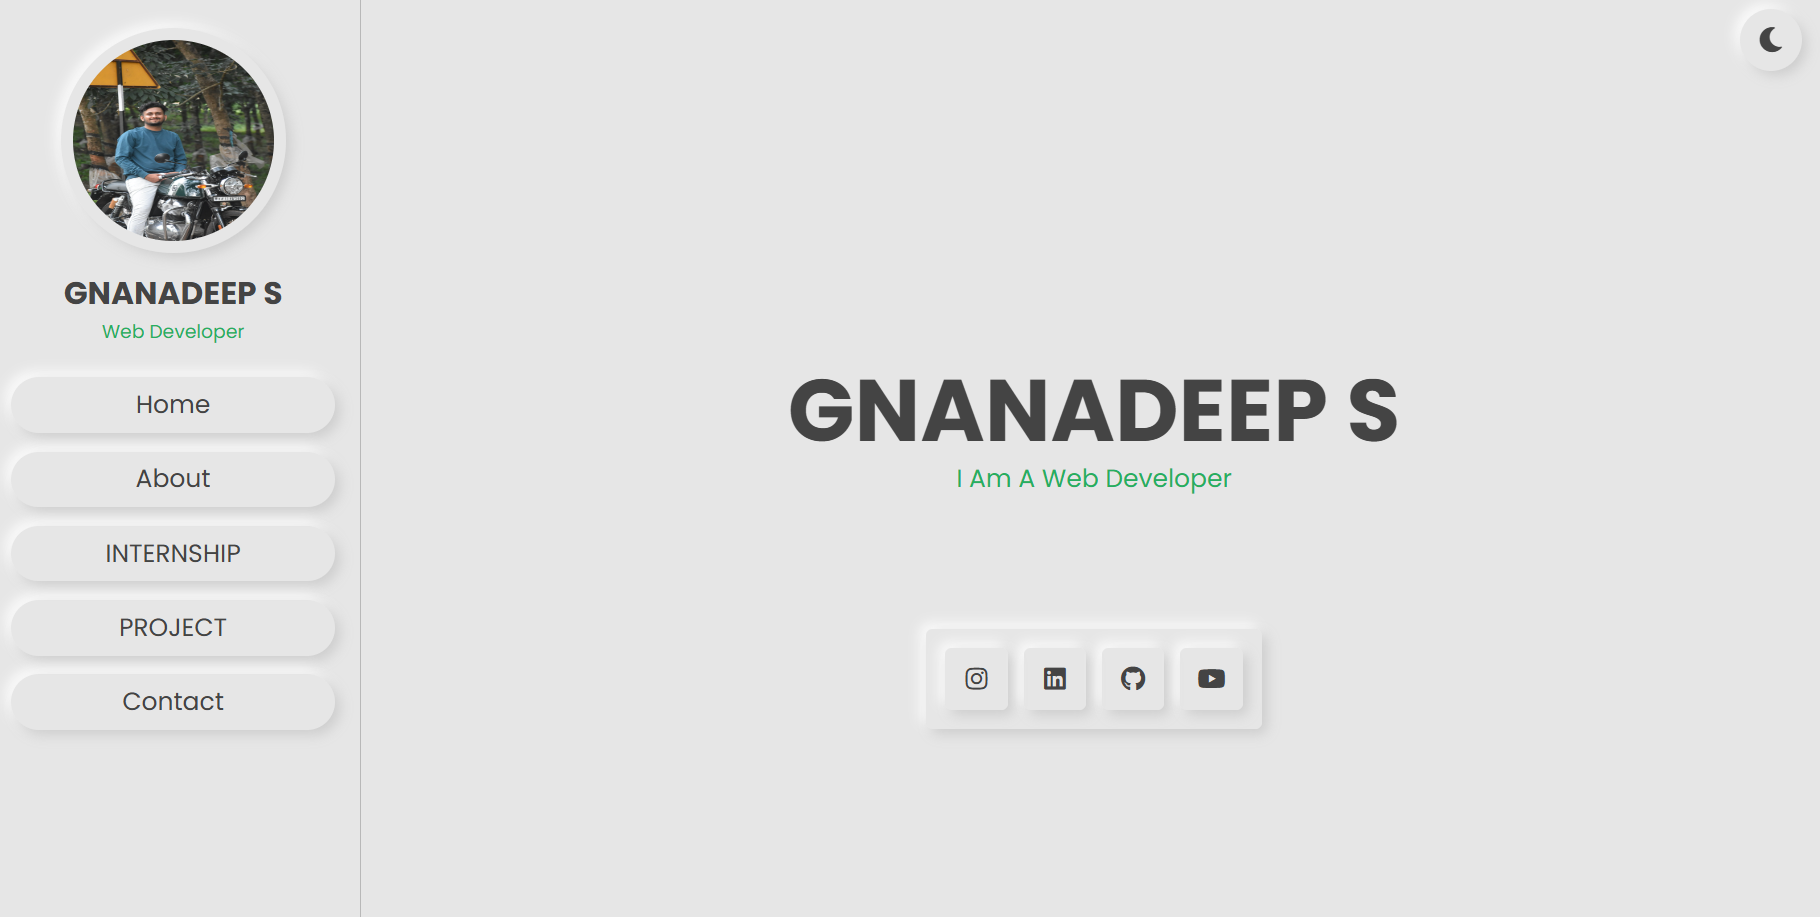 GNANADEEP S
Web Developer
Home
About
INTERNSHIP
PROJECT
Contact
GNANADEEP S
I Am A Web Developer